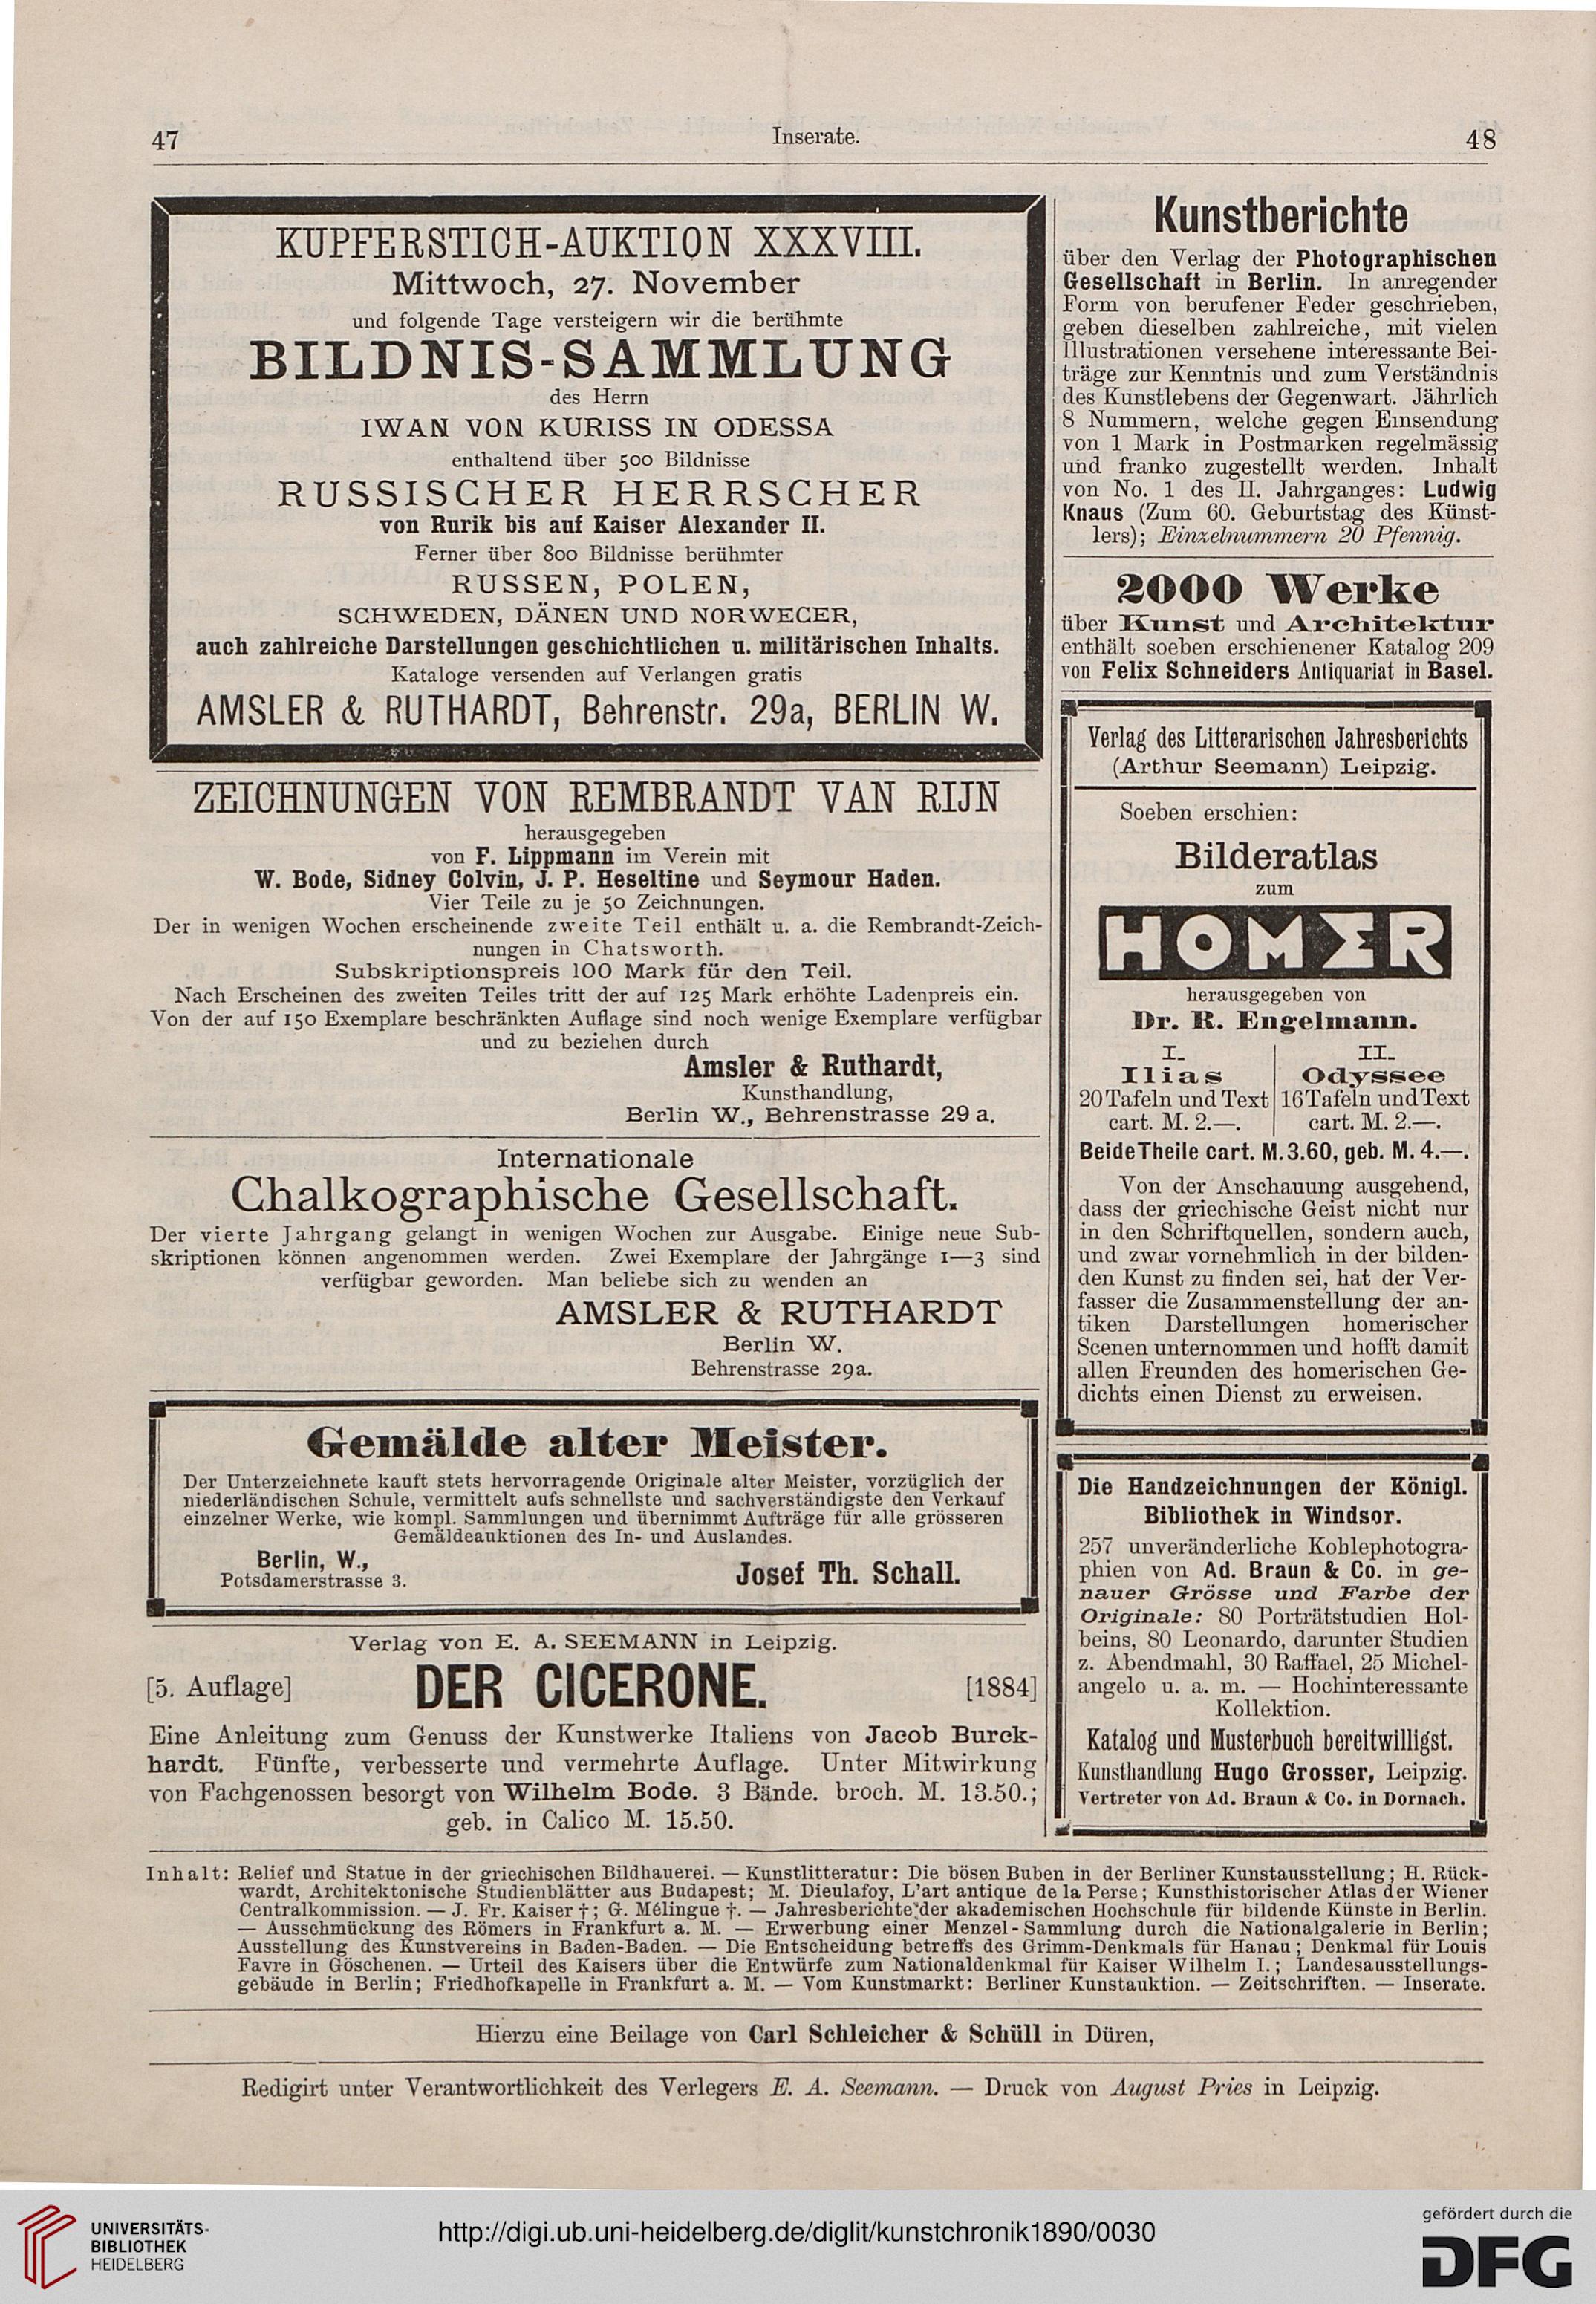 47
Inserate.
48
KUPFERSTICH-AUKTION XXXVIII.
Mittwoch, 27. November
und folgende Tage versteigern wir die berühmte
BILDNIS-SAMMLUNG
des Herrn
IWAN VON KURISS IN ODESSA
enthaltend über 500 Bildnisse
RUSSISCHER HERRSCHER
von Rurik bis auf Kaiser Alexander II.
Ferner über 800 Bildnisse berühmter
RUSSEN, POLEN,
SCHWEDEN, DÄNEN UND NORWEGER,
auch zahlreiche Darstellungen geschichtlichen u. militärischen Inhalts.
Kataloge versenden auf Verlangen gratis
AMSLER & RUTHARDT, Behrenstr. 29a, BERLIN W.
ZEICHNUNGEN VON REMBRANDT VAN RIJN
herausgegeben
von F. Lippmann im Verein mit
W. Bode, Sidney Colvin, J. P. Heseltine und Seymour Haden.
Vier Teile zu je 50 Zeichnungen.
Der in wenigen Wochen erscheinende zweite Teil enthält u. a. die Rembrandt-Zeich-
nungen in Chatsworth.
Subskriptionspreis 100 Mark für den Teil.
Nach Erscheinen des zweiten Teiles tritt der auf 125 Mark erhöhte Ladenpreis ein.
Von der auf 150 Exemplare beschränkten Auflage sind noch wenige Exemplare verfügbar
und zu beziehen durch
Amsler & Ruthardt,
Kunsthandlung,
Berlin W., Behrenstrasse 29 a.
Internationale
Chalkographische Gesellschaft.
Der vierte Jahrgang gelangt in wenigen Wochen zur Ausgabe. Einige neue Sub-
skriptionen können angenommen werden. Zwei Exemplare der Jahrgänge 1—3 sind
verfügbar geworden. Man beliebe sich zu wenden an
AMSLER & RUTHARDT
Berlin W.
Behrenstrasse 29a.
Gemälde alter Meister.
Der Unterzeichnete kauft stets hervorragende Originale alter Meister, vorzüglich der
niederländischen Schule, vermittelt aufs schnellste und sachverständigste den Verkauf
einzelner Werke, wie kompl. Sammlungen und übernimmt Aufträge für alle grösseren
Gemäldeauktionen des In- und Auslandes.
Berlin, W.,
Potsdamerstrasse 3.
Josef Th. Schall.
Verlag von E. A. SEEMANN in Leipzig.
[5. Auflage] DER CICERONE. [1884]
Eine Anleitung zum Genuss der Kunstwerke Italiens von Jacob Burck-
hardt. Fünfte, verbesserte und vermehrte Auflage. Unter Mitwirkung
von Fachgenossen besorgt von Wilhelm Bode. 3 Bände. broch. M. 13.50.;
geb. in Calico M. 15.50.
Kunstberichte
über den Verlag der Photographischen
Gesellschaft in Berlin. In anregender
Form von berufener Feder geschrieben,
geben dieselben zahlreiche, mit vielen
Illustrationen versehene interessante Bei-
träge zur Kenntnis und zum Verständnis
des Kunstlebens der Gegenwart. Jährlich
8 Nummern, welche gegen Einsendung
von 1 Mark in Postmarken regelmässig
und franko zugestellt werden. Inhalt
von No. 1 des II. Jahrganges: Ludwig
Knaus (Zum 60. Geburtstag des Künst-
lers); Einzelnummern 20 Pfennig.
2000 Werke
über Kunst und Architektur
enthält soeben erschienener Katalog 209
von Felix Schneiders Antiquariat in Basel.
Verlag des Litterarischen Jahresberichts
(Arthur Seemann) Leipzig.
Soeben erschien:
Bilderatlas
zum
HOMER
herausgegeben von
Dr. R. Engelmann.
I.
Ilias
20 Tafeln und Text
cart. M. 2.—.
II.
Odyssee
16 Tafeln und Text
cart. M. 2.—.
Beide Theile cart. M. 3.60, geb. M. 4.—.
Von der Anschauung ausgehend,
dass der griechische Geist nicht nur
in den Schriftquellen, sondern auch,
und zwar vornehmlich in der bilden-
den Kunst zu finden sei, hat der Ver-
fasser die Zusammenstellung der an-
tiken Darstellungen homerischer
Scenen unternommen und hofft damit
allen Freunden des homerischen Ge-
dichts einen Dienst zu erweisen.
Die Handzeichnungen der Königl.
Bibliothek in Windsor.
257 unveränderliche Kohlephotogra-
phien von Ad. Braun & Co. in ge-
nauer Grösse und Farbe der
Originale: 80 Porträtstudien Hol-
beins, 80 Leonardo, darunter Studien
z. Abendmahl, 30 Raffael, 25 Michel-
angelo u. a. m. — Hochinteressante
Kollektion.
Katalog und Musterbuch bereitwilligst.
Kunsthandlung Hugo Grosser, Leipzig.
Vertreter von Ad. Braun & Co. in Dornach.
Inhalt: Relief und Statue in der griechischen Bildhauerei. — Kunstlitteratur: Die bösen Buben in der Berliner Kunstausstellung; H. Rück-
wardt, Architektonische Studienblätter aus Budapest; M. Dieulafoy, L'art antique de la Perse; Kunsthistorischer Atlas der Wiener
Centralkommission. — J. Fr. Kaiser †; G. Mélingue †. — Jahresberichte der akademischen Hochschule für bildende Künste in Berlin.
— Ausschmückung des Römers in Frankfurt a. M. — Erwerbung einer Menzel-Sammlung durch die Nationalgalerie in Berlin;
Ausstellung des Kunstvereins in Baden-Baden. — Die Entscheidung betreffs des Grimm-Denkmals für Hanau; Denkmal für Louis
Favre in Göschenen. — Urteil des Kaisers über die Entwürfe zum Nationaldenkmal für Kaiser Wilhelm I.; Landesausstellungs-
gebäude in Berlin; Friedhofkapelle in Frankfurt a. M. — Vom Kunstmarkt: Berliner Kunstauktion. — Zeitschriften. — Inserate.
Hierzu eine Beilage von Carl Schleicher & Schüll in Düren,
Redigirt unter Verantwortlichkeit des Verlegers E. A. Seemann. — Druck von August Pries in Leipzig.
UNIVERSITÄTS-
BIBLIOTHEK
HEIDELBERG
http://digi.ub.uni-heidelberg.de/diglit/kunstchronik1890/0030
gefördert durch die
DFG